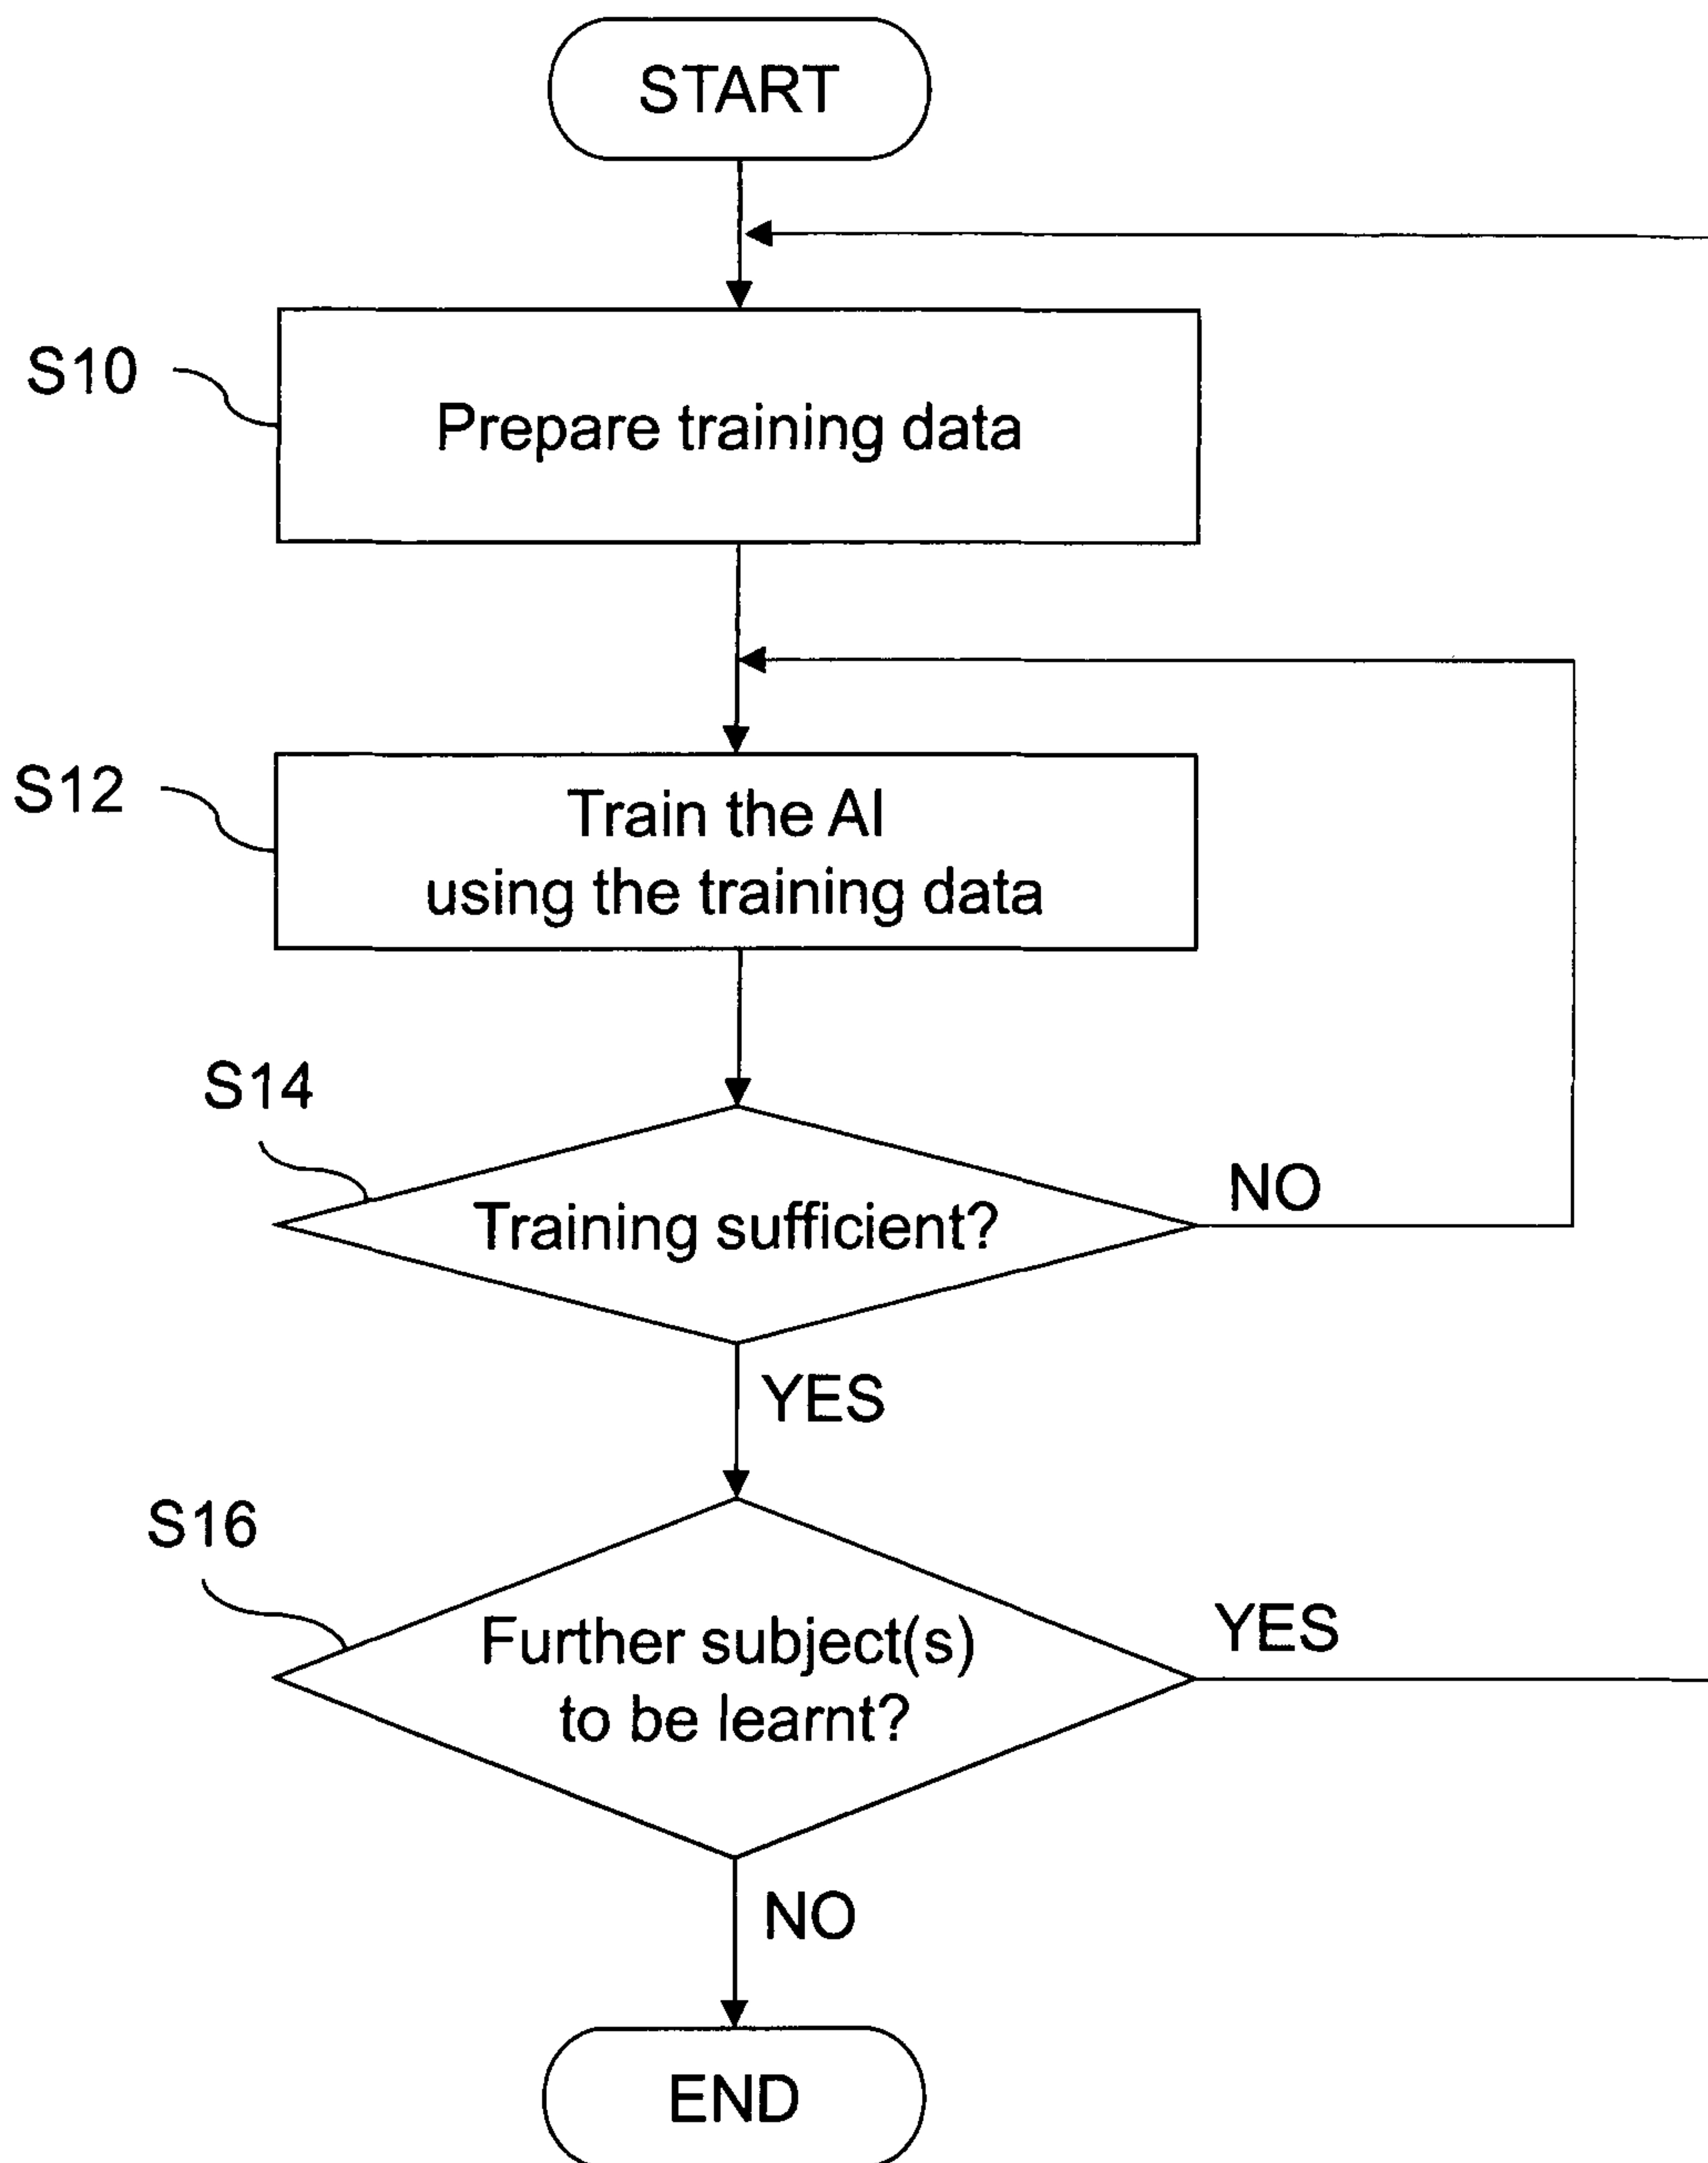 START
S10
Prepare training data
S12
Train the AI
using the training data
S14
Training sufficient?
NO
YES
S16
Further subject(s)
to be learnt?
YES
NO
END